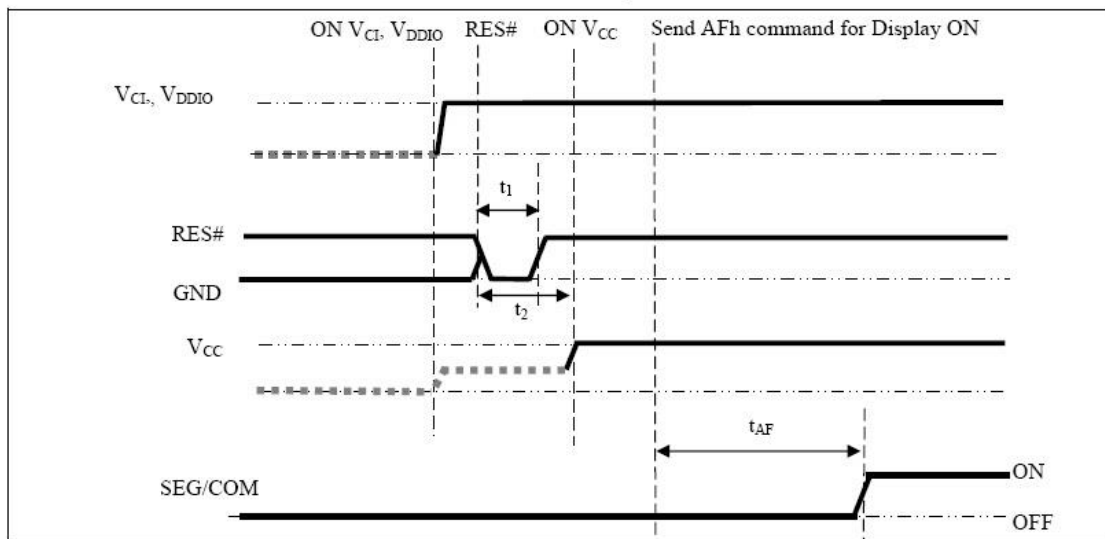 ON VCI, VDDIO RES# ON VCC Send AFh command for Display ON
VCI,, VDDIO
t1
RES#
GND
t2
VCC
tAF
SEG/COM
ON
OFF